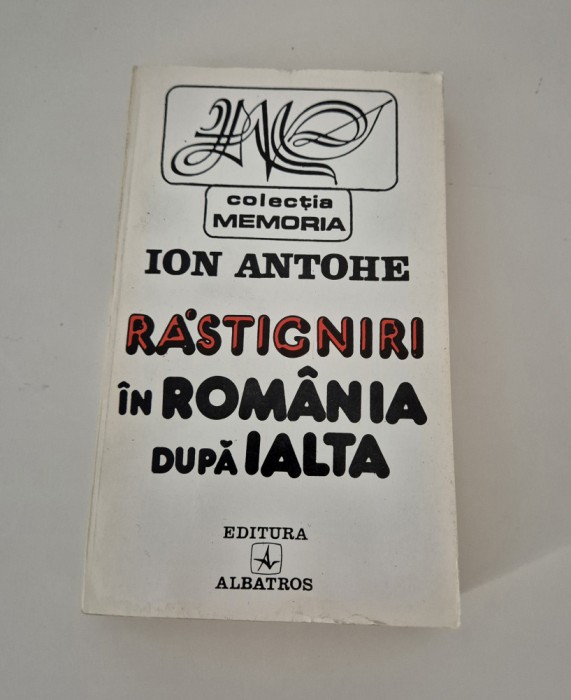 colecția
MEMORIA
ION ANTOHE
RĂSTIGNIRI
ÎN ROMÂNIA
DUPĂ IALTA
EDITURA
ALBATROS